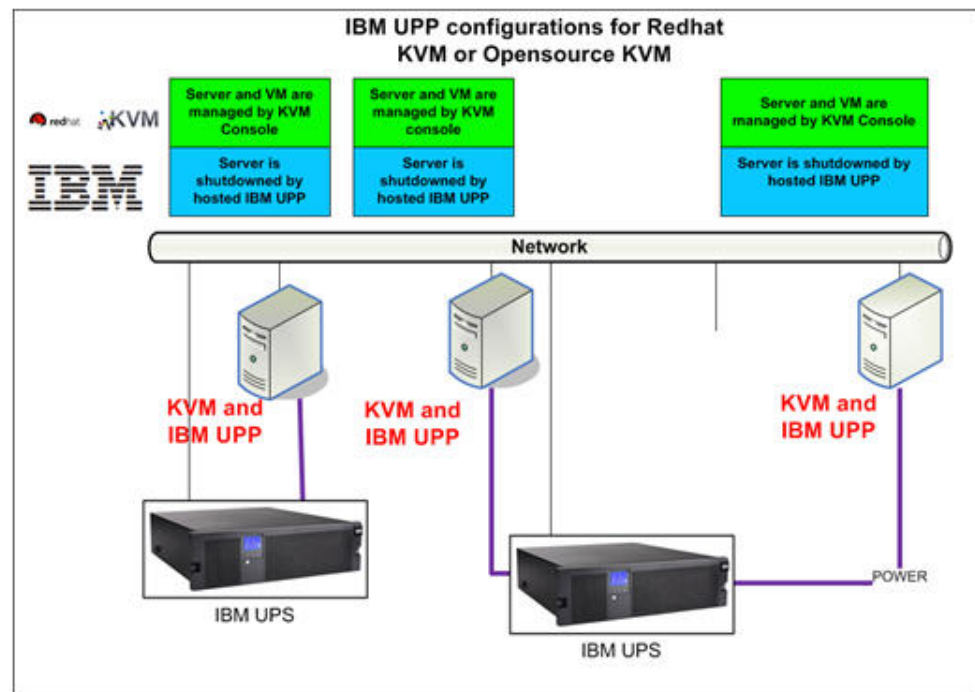 IBM UPP configurations for Redhat
KVM or Opensource KVM
redhat
KVM
IBM
Server and VM are
managed by KVM
Console
Server is
shutdowned by
hosted IBM UPP
Server and VM are
managed by KVM
console
Server is
shutdowned by
hosted IBM UPP
Server and VM are
managed by KVM Console
Server is shutdowned by
hosted IBM UPP
Network
KVM and
IBM UPP
KVM and
IBM UPP
KVM and
IBM UPP
POWER
IBM UPS
IBM UPS